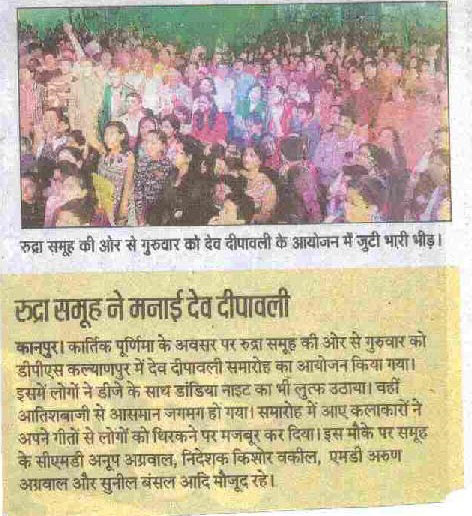 रुद्रा समूह की ओर से गुरुवार को देव दीपावली के आयोजन में जुटी भारी भीड़।
रुद्रा समूह ने मनाई देव दीपावली
कानपुर। कार्तिक पूर्णिमा के अवसर पर रुद्रा समूह की ओर से गुरुवार को
डीपीएस कल्याणपुर में देव दीपावली समारोह का आयोजन किया गया।
इसमें लोगों ने डीजे के साथ डांडिया नाइट का भी लुत्फ उठाया। वहीं
आतिशबाजी से आसमान जगमग हो गया। समारोह में आए कलाकारों ने
अपने गीतों से लोगों को थिरकने पर मजबूर कर दिया। इस मौके पर समूह
के सीएमडी अनूप अग्रवाल, निदेशक किशोर वकील, एमडी अरुण
अग्रवाल और सुनील बंसल आदि मौजूद रहे।